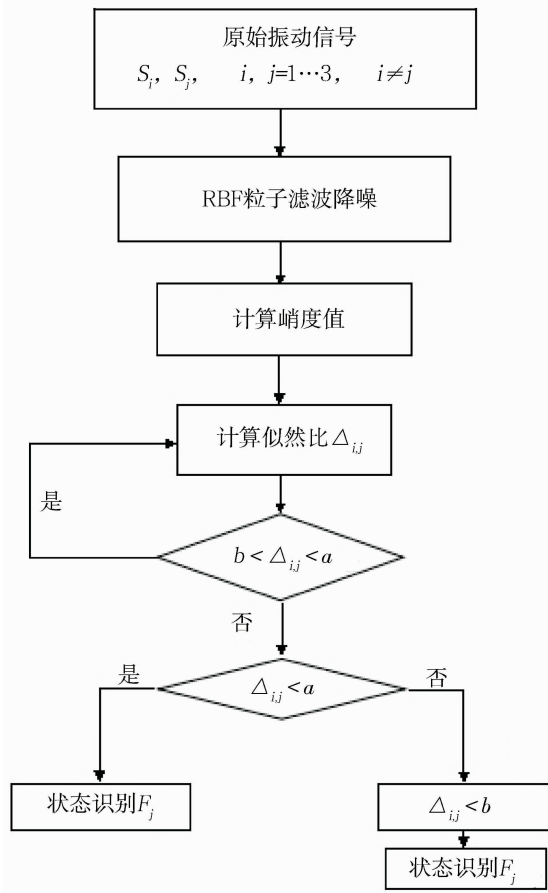 原始振动信号
Si，Sj， i，j=1…3， i≠j
RBF粒子滤波降噪
计算峭度值
计算似然比△i,j
是
b<△i,j<a
否
是
△i,j<a
否
状态识别Fj
△i,j<b
状态识别Fj